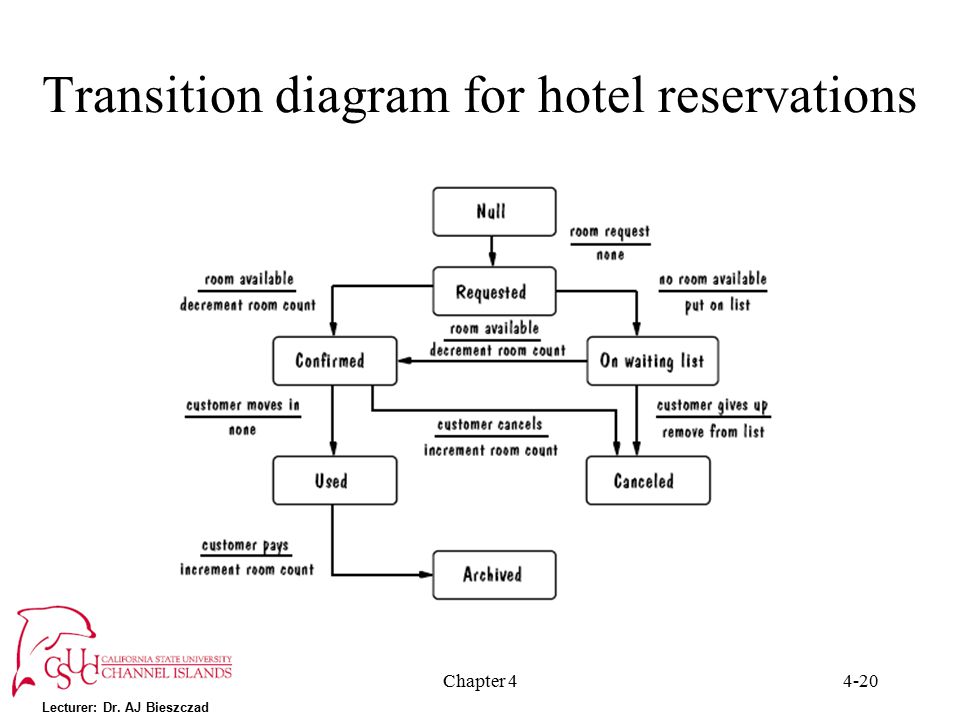 Transition diagram for hotel reservations
Null
room request
none
room available
decrement room count
Requested
no room available
put on list
room available
decrement room count
Confirmed
On waiting list
customer moves in
none
customer cancels
increment room count
customer gives up
remove from list
Used
Canceled
customer pays
increment room count
Archived
CSUCI
CALIFORNIA STATE UNIVERSITY
CHANNEL ISLANDS
Chapter 4
4-20
Lecturer: Dr. AJ Bieszczad